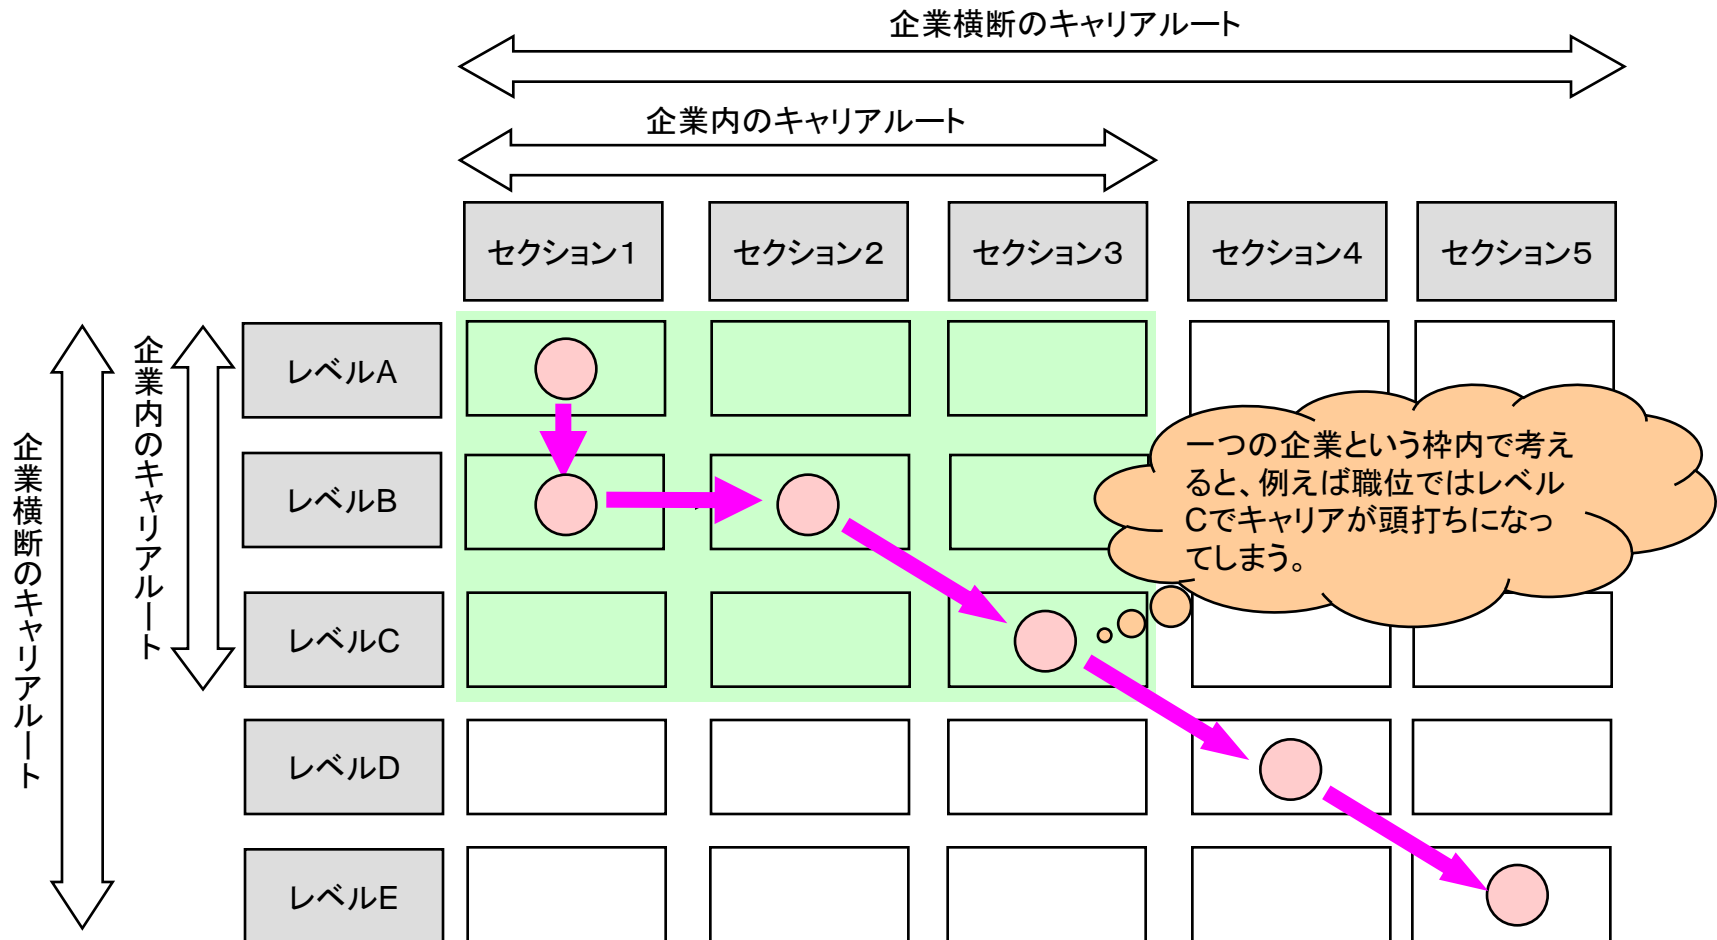 企業横断のキャリアルート
企業内のキャリアルート
セクション1
セクション2
セクション3
セクション4
セクション5
企業横断のキャリアルート
企業内のキャリアルート
レベルA
レベルB
レベルC
レベルD
レベルE
一つの企業という枠内で考え
ると、例えば職位ではレベル
Cでキャリアが頭打ちになっ
てしまう。